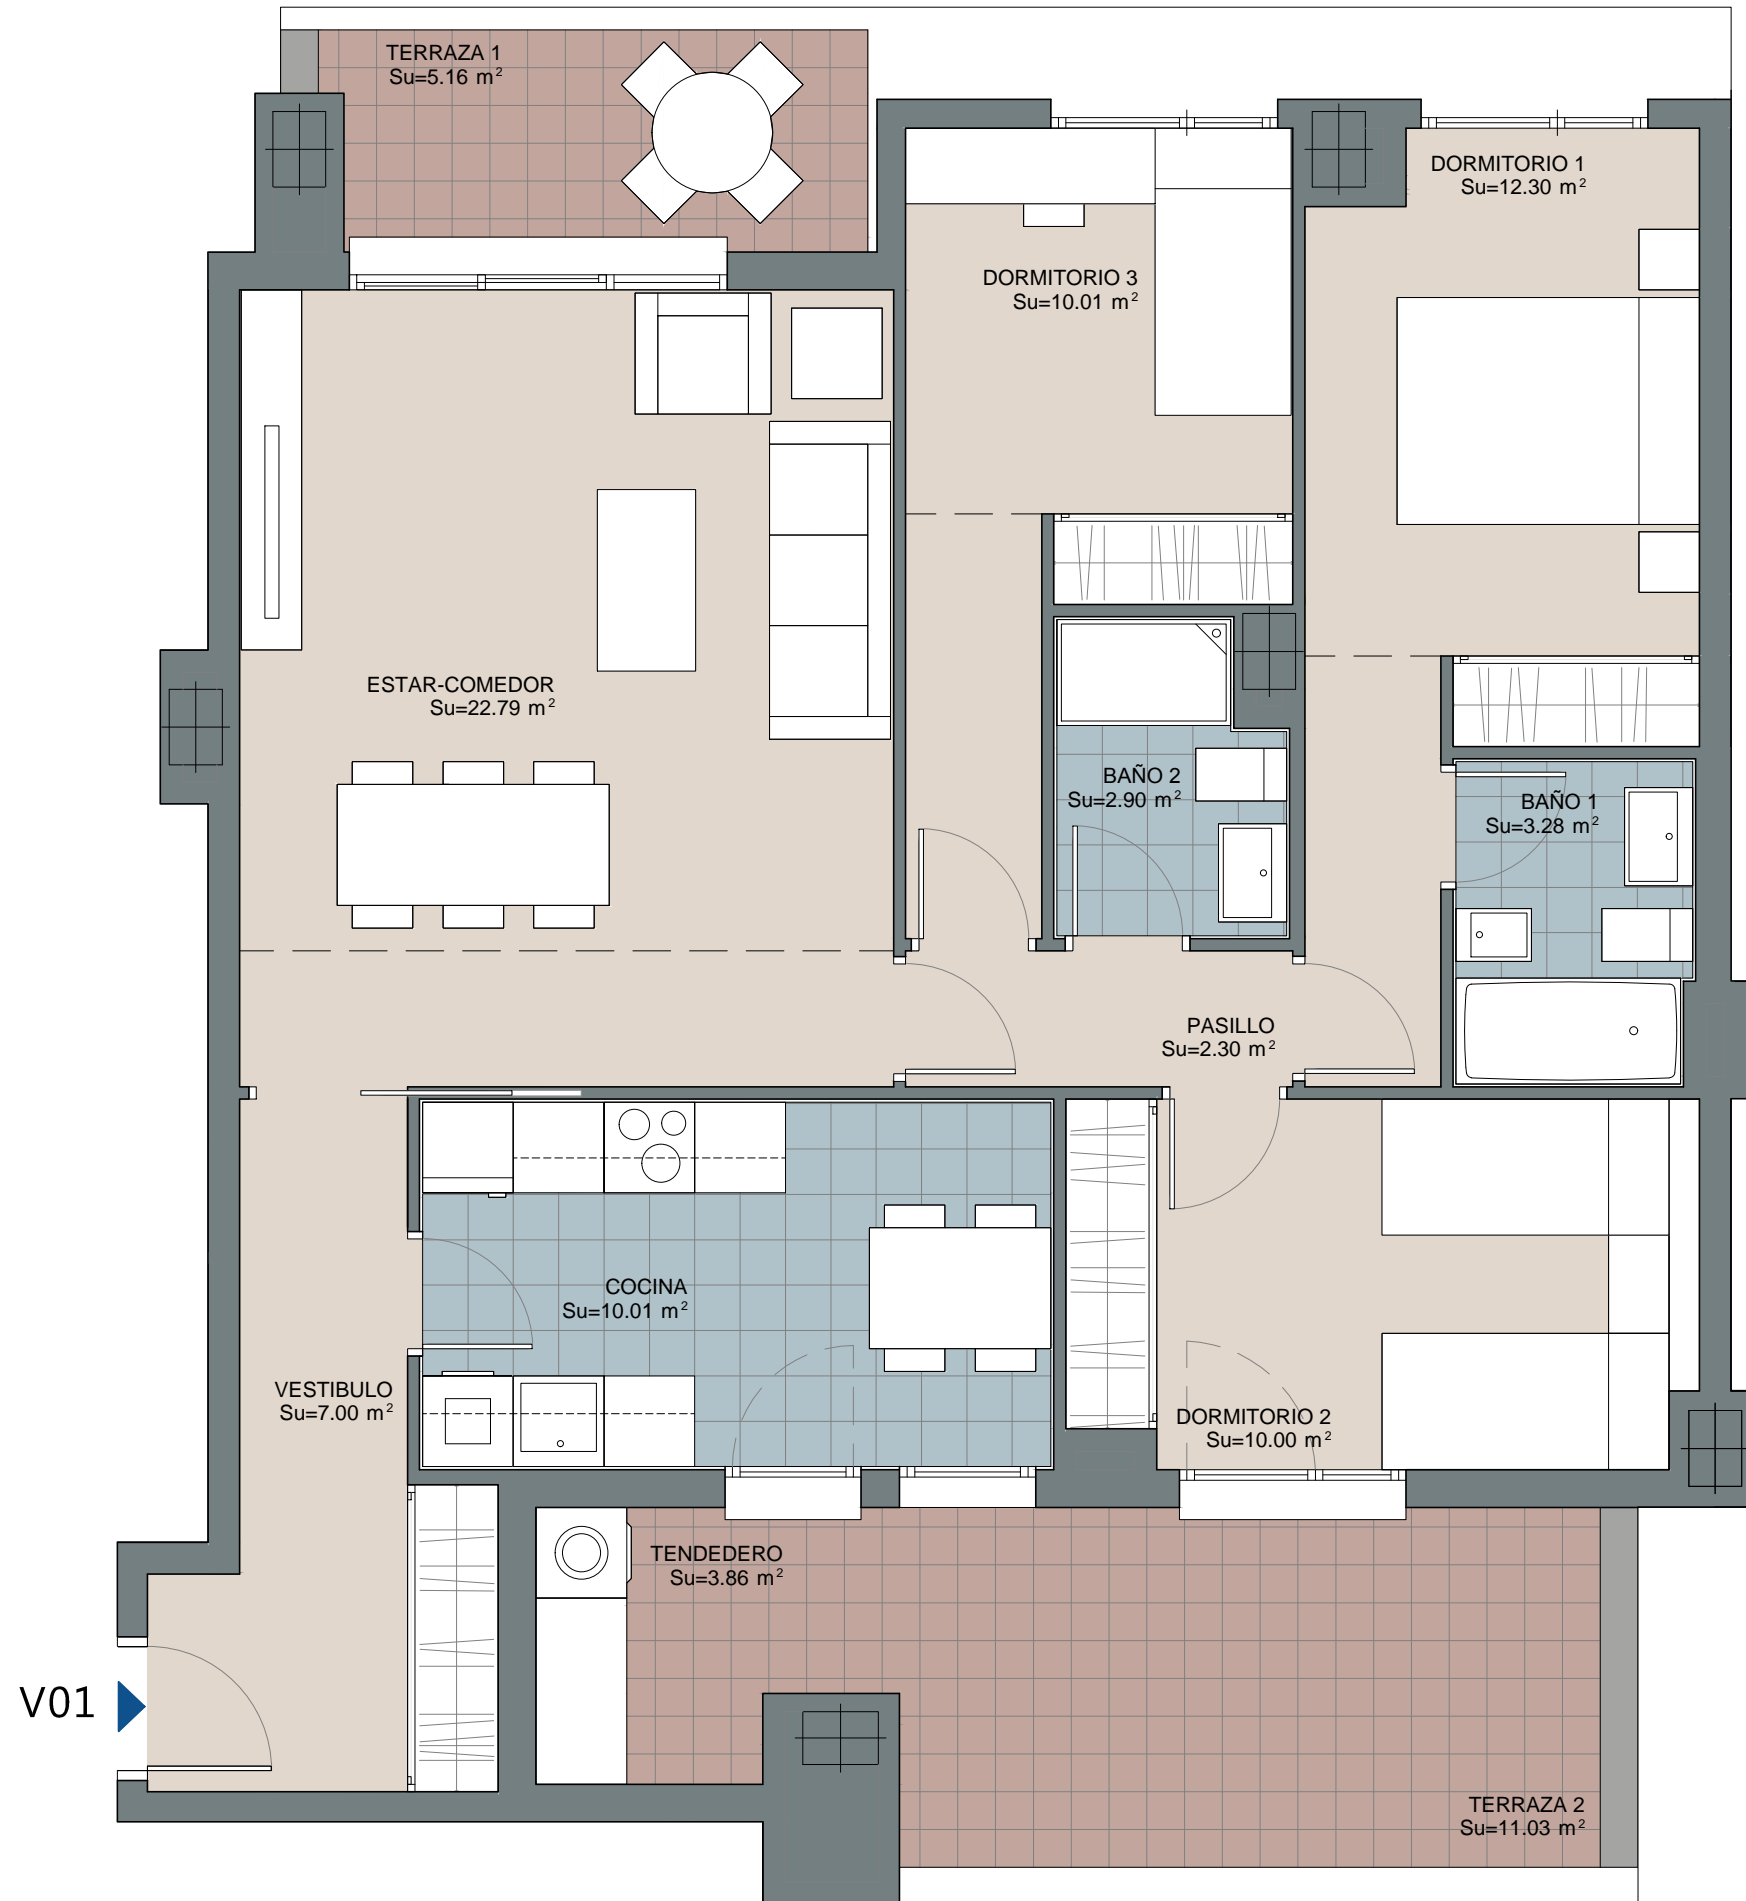 TERRAZA 1
Su=5.16 m²
DORMITORIO 1
Su=12.30 m²
DORMITORIO 3
Su=10.01 m²
ESTAR-COMEDOR
Su=22.79 m²
BAÑO 2
Su=2.90 m²
BAÑO 1
Su=3.28 m²
PASILLO
Su=2.30 m²
COCINA
Su=10.01 m²
VESTIBULO
Su=7.00 m²
DORMITORIO 2
Su=10.00 m²
TENDEDERO
Su=3.86 m²
V01
TERRAZA 2
Su=11.03 m²